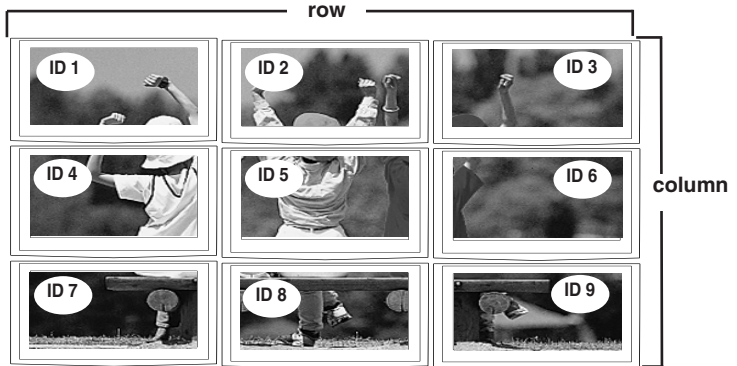 row
ID 1
ID 2
ID 3
ID 4
ID 5
ID 6
column
ID 7
ID 8
ID 9